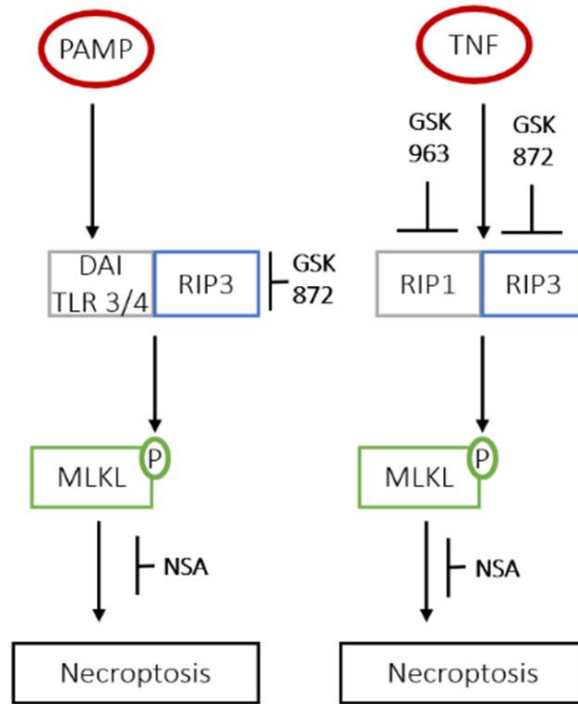 PAMP
TNF
GSK
963
GSK
872
DAI
TLR 3/4
RIP3
GSK
872
RIP1
RIP3
P
MLKL
P
MLKL
NSA
NSA
Necroptosis
Necroptosis